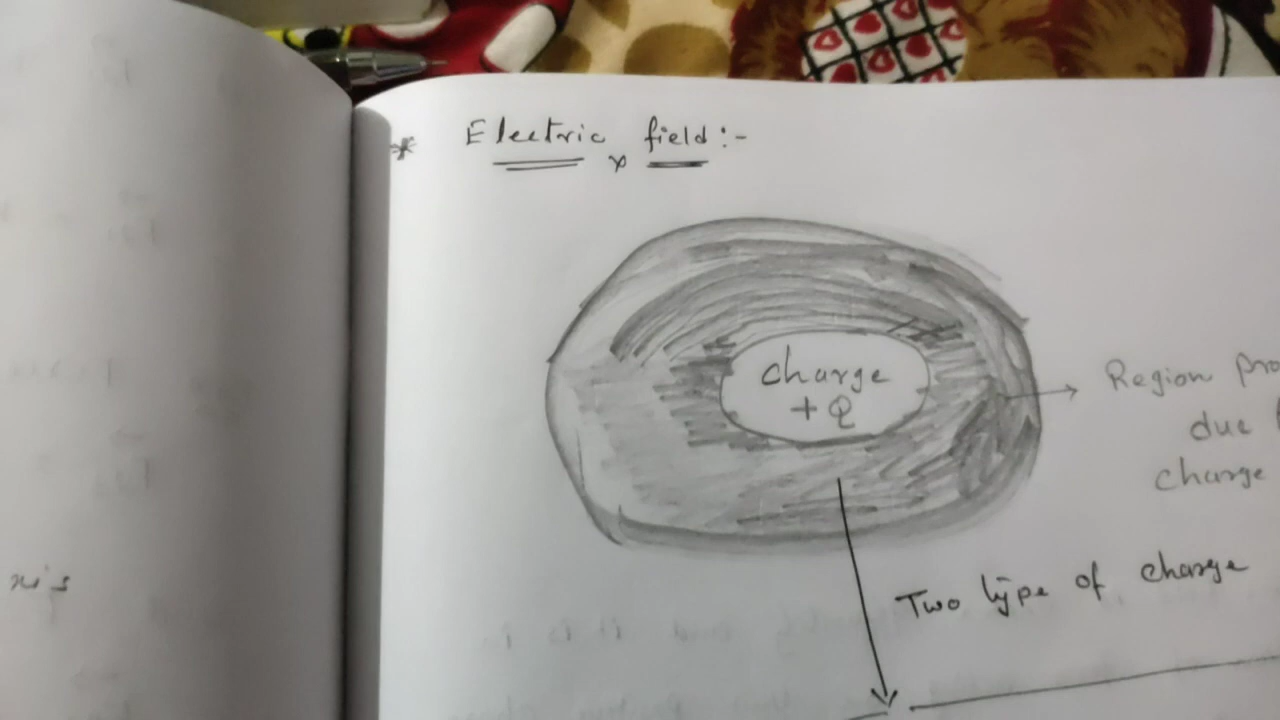 * Electric field :-
charge
+ Q
Region
due
charge
Two type of charge